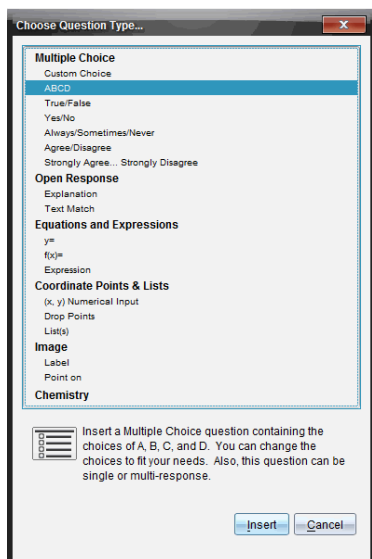 Choose Question Type...
Multiple Choice
Custom Choice
ABCD
True/False
Yes/No
Always/Sometimes/Never
Agree/Disagree
Strongly Agree... Strongly Disagree
Open Response
Explanation
Text Match
Equations and Expressions
y=
f(x)=
Expression
Coordinate Points & Lists
(x, y) Numerical Input
Drop Points
List(s)
Image
Label
Point on
Chemistry
Insert a Multiple Choice question containing the
choices of A, B, C, and D. You can change the
choices to fit your needs. Also, this question can be
single or multi-response.
Insert Cancel